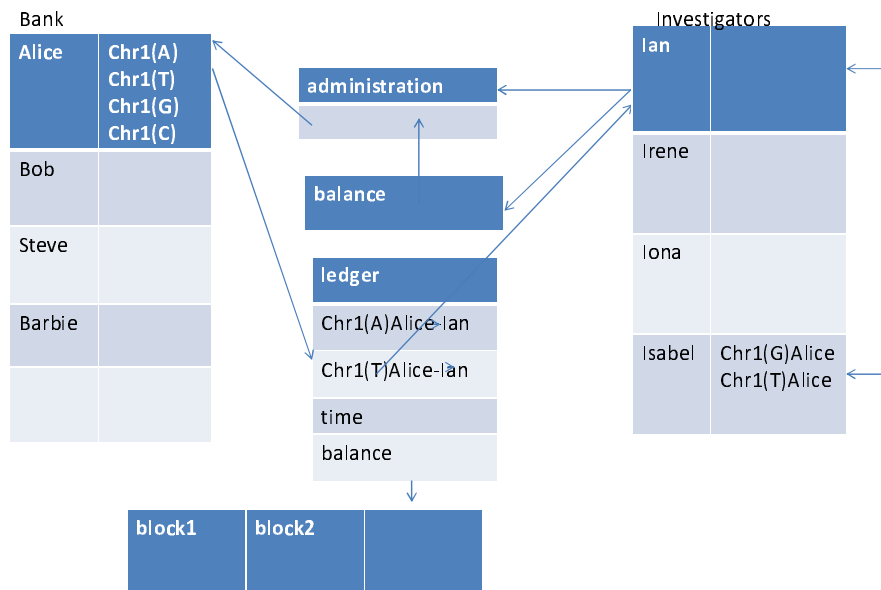 Bank
Alice
Chr1(A)
Chr1(T)
Chr1(G)
Chr1(C)
Bob
Steve
Barbie
administration
balance
ledger
Chr1(A)Alice-Ian
Chr1(T)Alice-Ian
time
balance
block1
block2
Investigators
Ian
Irene
Iona
Isabel
Chr1(G)Alice
Chr1(T)Alice